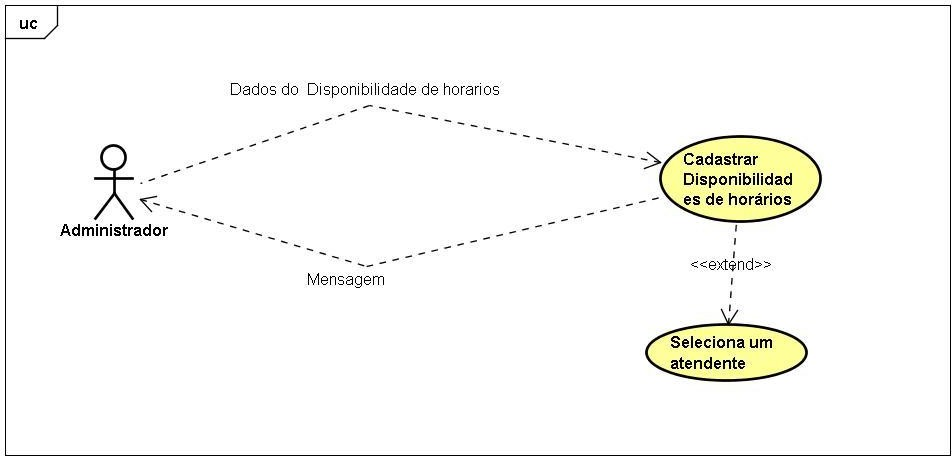 uc
Dados do Disponibilidade de horarios
Cadastrar
Disponibilidad
es de horários
Administrador
<<extend>>
Mensagem
Seleciona um
atendente